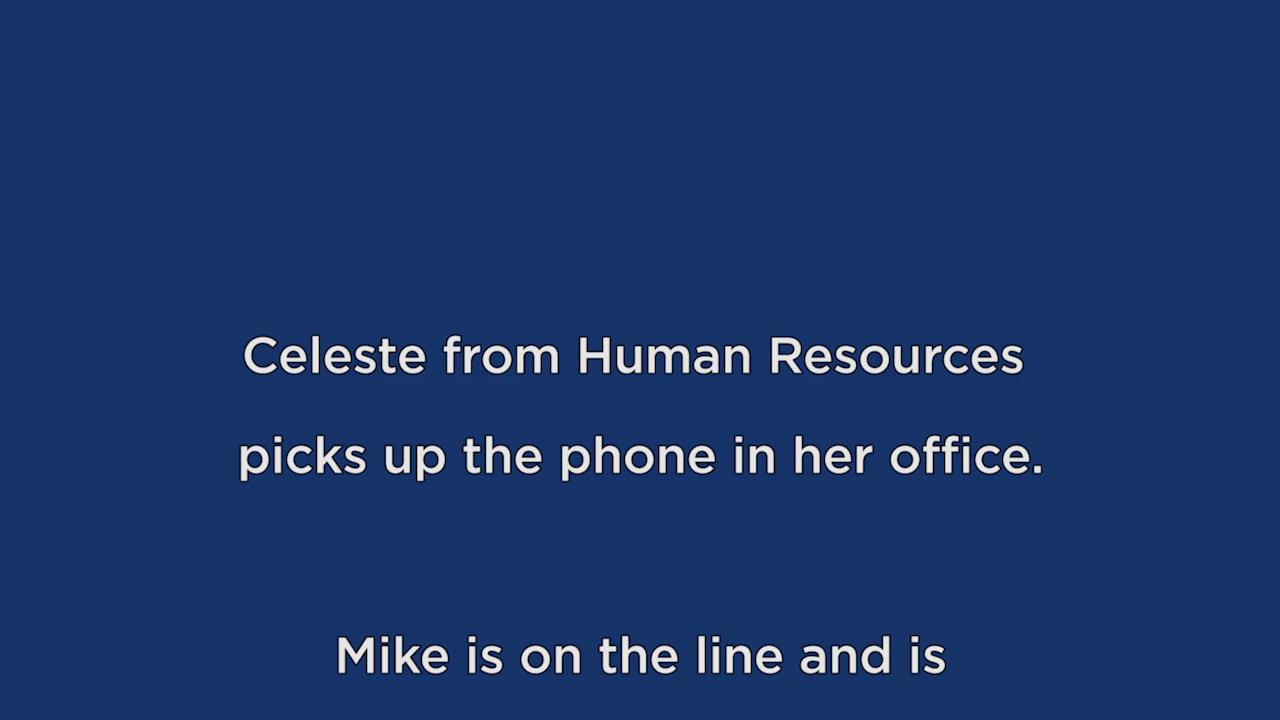 Celeste from Human Resources
picks up the phone in her office.
Mike is on the line and is